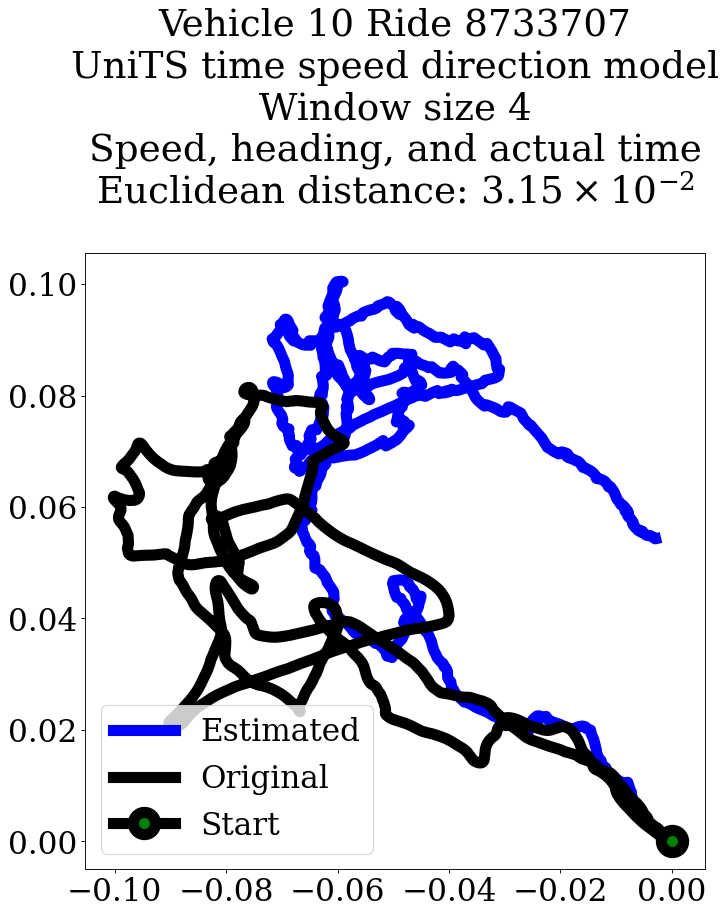 Vehicle 10 Ride 8733707
UniTS time speed direction model
Window size 4
Speed, heading, and actual time
Euclidean distance: 3.15 × 10⁻²
0.10
0.08
0.06
0.04
0.02
0.00
Estimated
Original
Start
−0.10 −0.08 −0.06 −0.04 −0.02 0.00